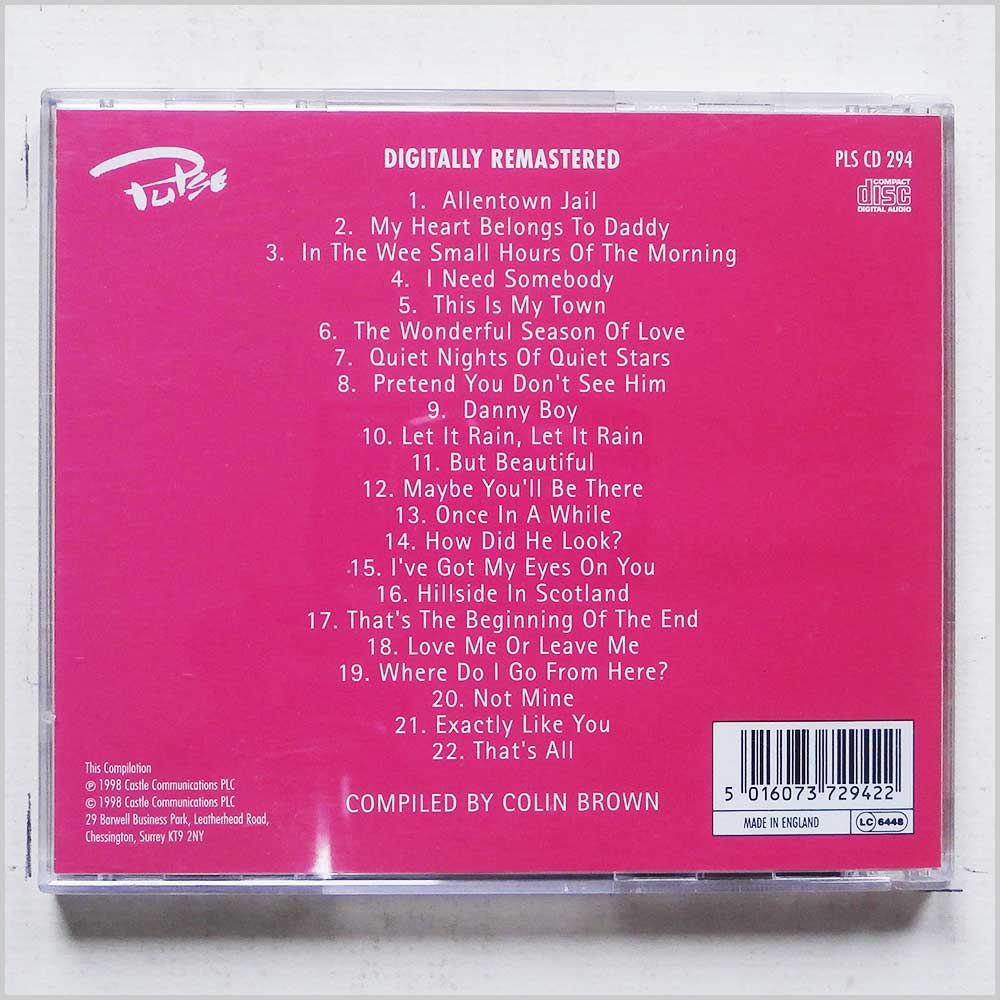 Pulse
DIGITALLY REMASTERED
PLS CD 294
COMPACT
disc
DIGITAL AUDIO
1. Allentown Jail
2. My Heart Belongs To Daddy
3. In The Wee Small Hours Of The Morning
4. I Need Somebody
5. This Is My Town
6. The Wonderful Season Of Love
7. Quiet Nights Of Quiet Stars
8. Pretend You Don't See Him
9. Danny Boy
10. Let It Rain, Let It Rain
11. But Beautiful
12. Maybe You'll Be There
13. Once In A While
14. How Did He Look?
15. I've Got My Eyes On You
16. Hillside In Scotland
17. That's The Beginning Of The End
18. Love Me Or Leave Me
19. Where Do I Go From Here?
20. Not Mine
21. Exactly Like You
22. That's All
COMPILED BY COLIN BROWN
This Compilation
℗ 1998 Castle Communications PLC
© 1998 Castle Communications PLC
29 Barwell Business Park, Leatherhead Road,
Chessington, Surrey KT9 2NY
5 016073 729422
MADE IN ENGLAND
LC 6448